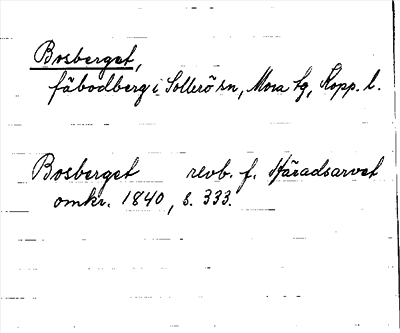 Bosberget,
fäbodberg i Sollerö sn, Mora tg, Kopp. l.
Bosberget revb. f. Häradsarvet
omkr. 1840, s. 333.